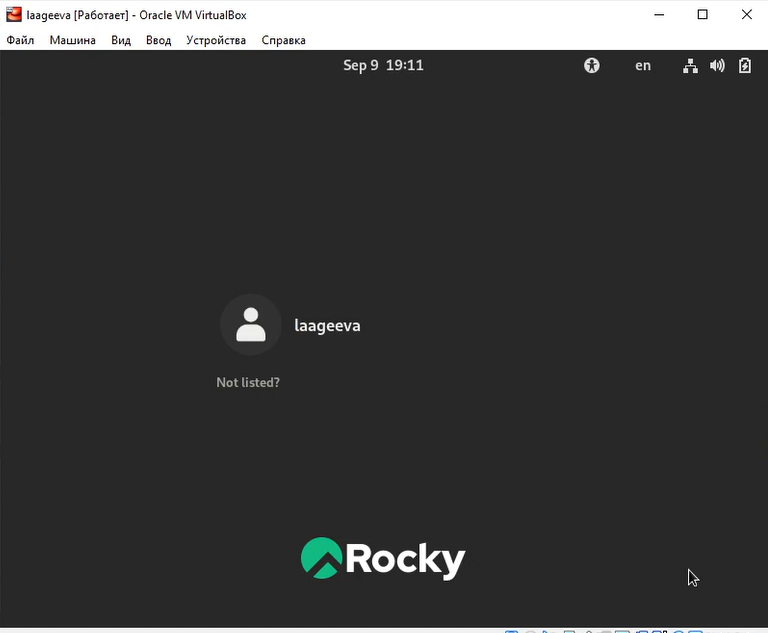 laageeva [Работает] - Oracle VM VirtualBox
Файл Машина Вид Ввод Устройства Справка
Sep 9 19:11 en
laageeva
Not listed?
Rocky